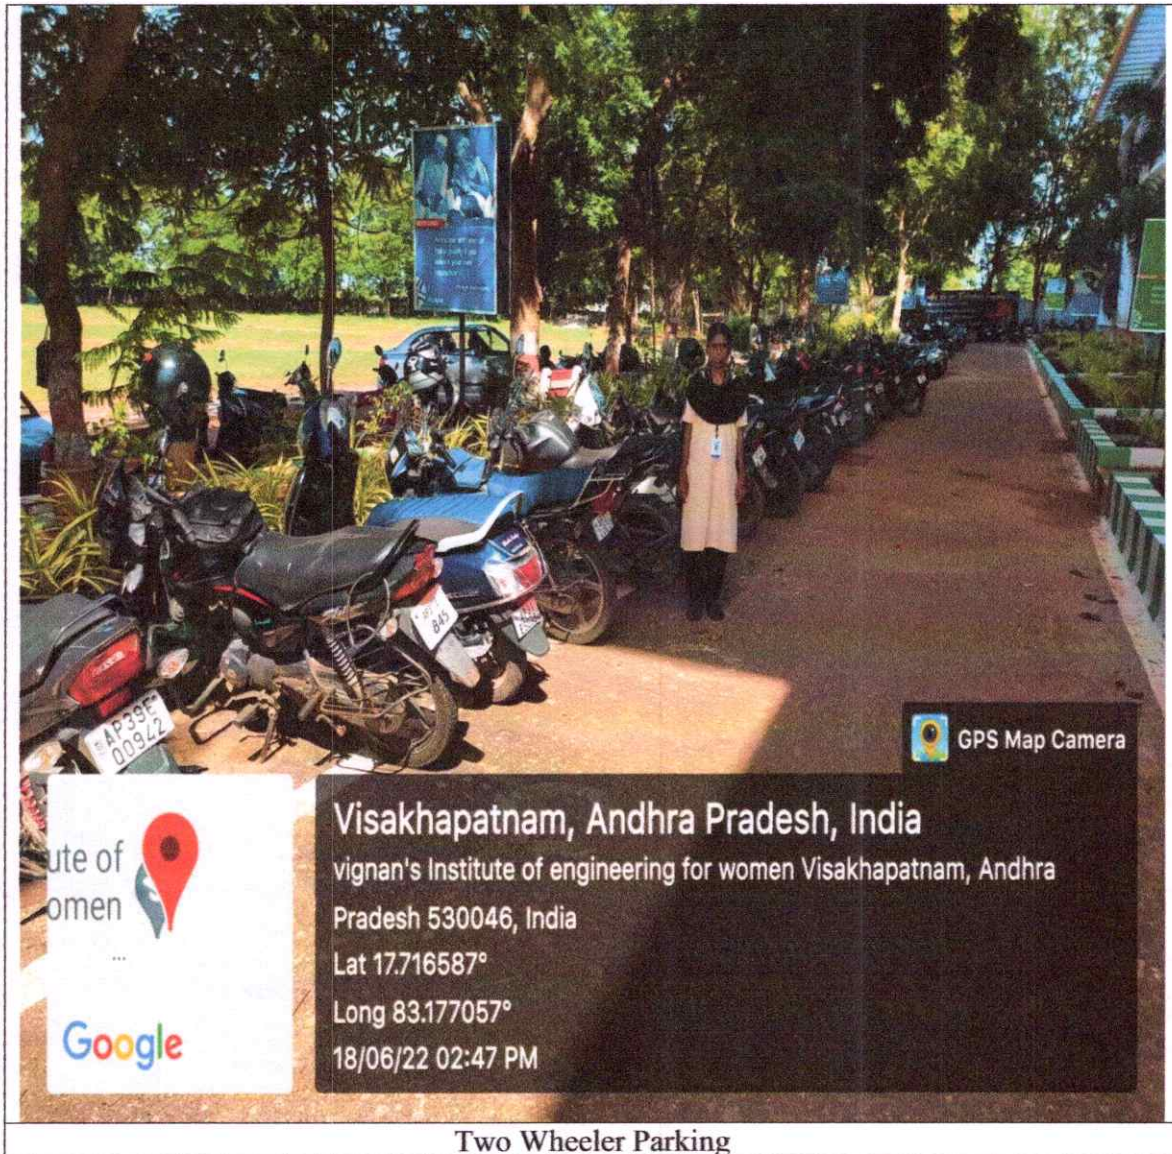 AP39E
00942
845
GPS Map Camera
ute of
omen
...
Google
Visakhapatnam, Andhra Pradesh, India
vignan's Institute of engineering for women Visakhapatnam, Andhra
Pradesh 530046, India
Lat 17.716587°
Long 83.177057°
18/06/22 02:47 PM
Two Wheeler Parking